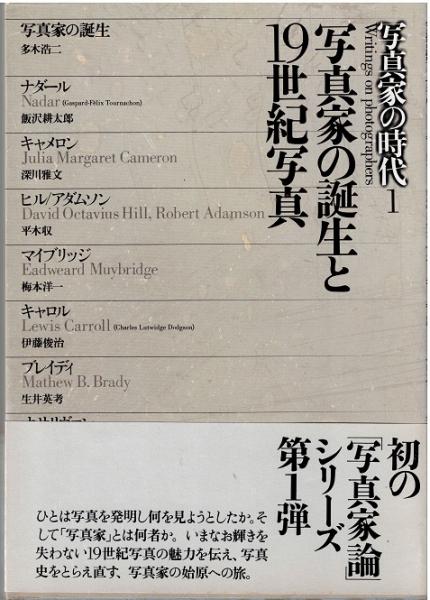 写真家の時代1
Writings on photographers
写真家の誕生と
19世紀写真
写真家の誕生
多木浩二
ナダール
Nadar (Gaspard-Félix Tournachon)
飯沢耕太郎
キャメロン
Julia Margaret Cameron
深川雅文
ヒル/アダムソン
David Octavius Hill, Robert Adamson
平木収
マイブリッジ
Eadweard Muybridge
梅本洋一
キャロル
Lewis Carroll (Charles Lutwidge Dodgson)
伊藤俊治
ブレイディ
Mathew B. Brady
生井英考
初の
「写真家論」
シリーズ
第1弾
ひとは写真を発明し何を見ようとしたか。そ
して「写真家」とは何者か。いまなお輝きを
失わない19世紀写真の魅力を伝え、写真
史をとらえ直す、写真家の始原への旅。